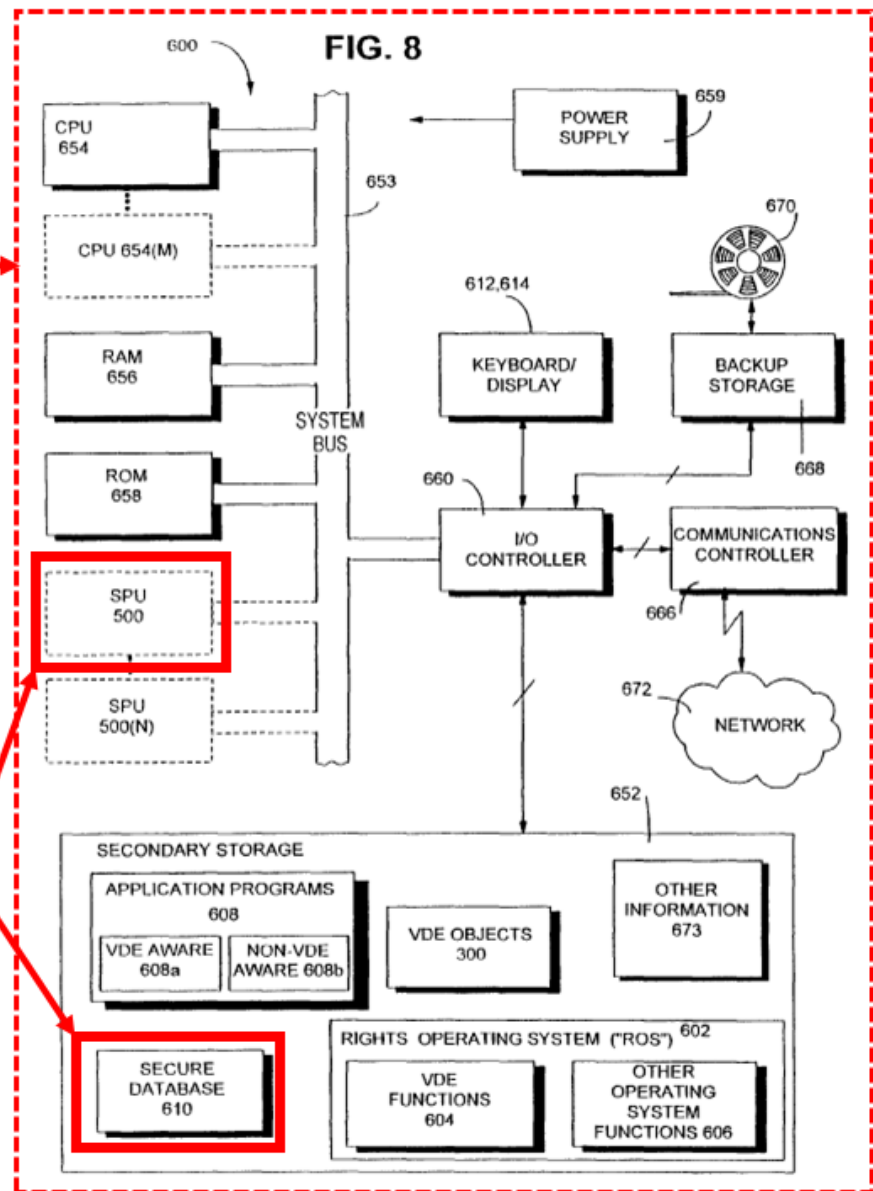 FIG. 8
600
CPU
654
CPU 654(M)
RAM
656
ROM
658
SPU
500
SPU
500(N)
653
SYSTEM
BUS
POWER
SUPPLY
659
670
612,614
KEYBOARD/
DISPLAY
BACKUP
STORAGE
668
660
I/O
CONTROLLER
COMMUNICATIONS
CONTROLLER
666
672
NETWORK
652
SECONDARY STORAGE
APPLICATION PROGRAMS
608
VDE AWARE
608a
NON-VDE
AWARE 608b
VDE OBJECTS
300
OTHER
INFORMATION
673
SECURE
DATABASE
610
RIGHTS OPERATING SYSTEM ("ROS") 602
VDE
FUNCTIONS
604
OTHER
OPERATING
SYSTEM
FUNCTIONS 606